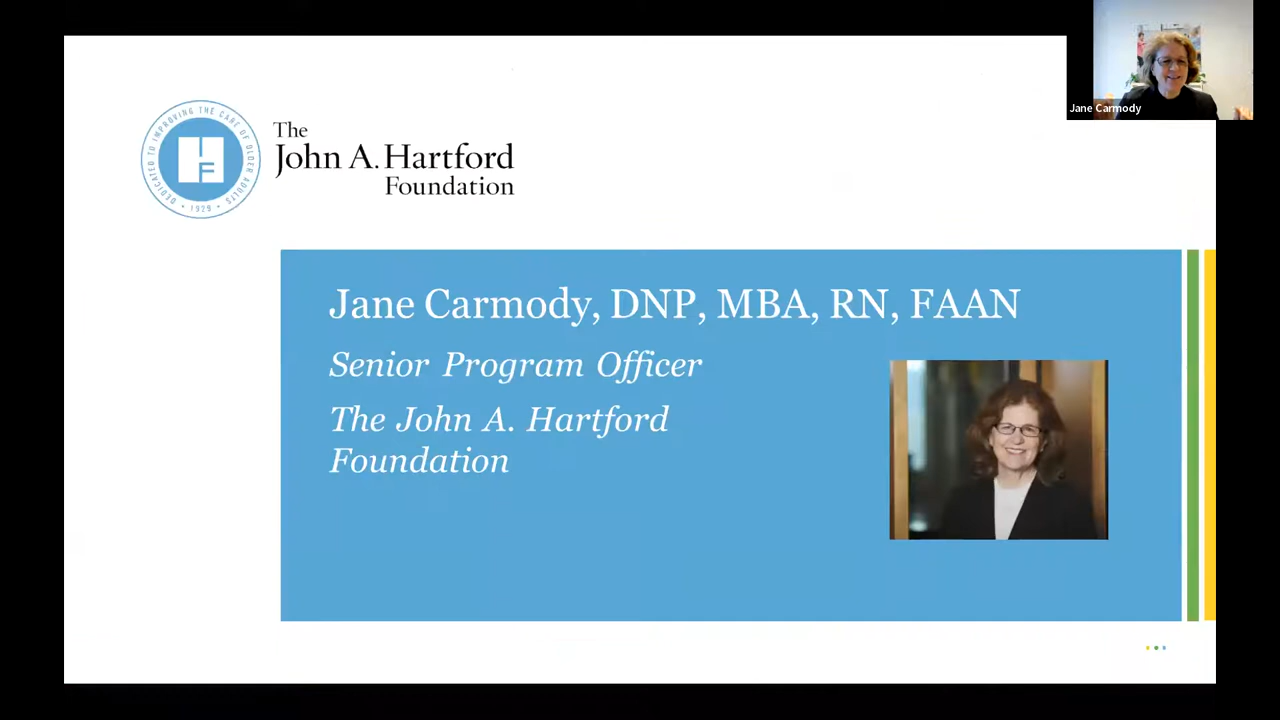 Jane Carmody
DEDICATED TO IMPROVING THE CARE OF OLDER ADULTS
• 1929 •
The
John A. Hartford
Foundation
Jane Carmody, DNP, MBA, RN, FAAN
Senior Program Officer
The John A. Hartford
Foundation